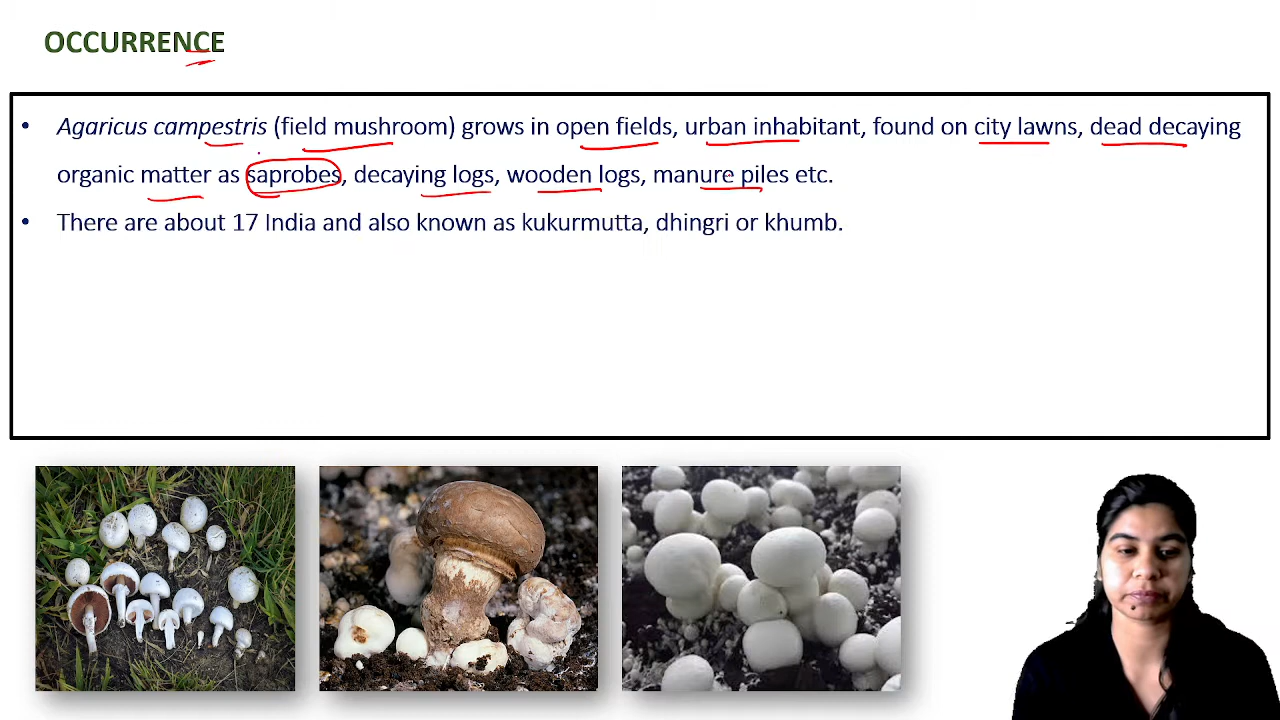 OCCURRENCE
• Agaricus campestris (field mushroom) grows in open fields, urban inhabitant, found on city lawns, dead decaying
organic matter as saprobes, decaying logs, wooden logs, manure piles etc.
• There are about 17 India and also known as kukurmutta, dhingri or khumb.